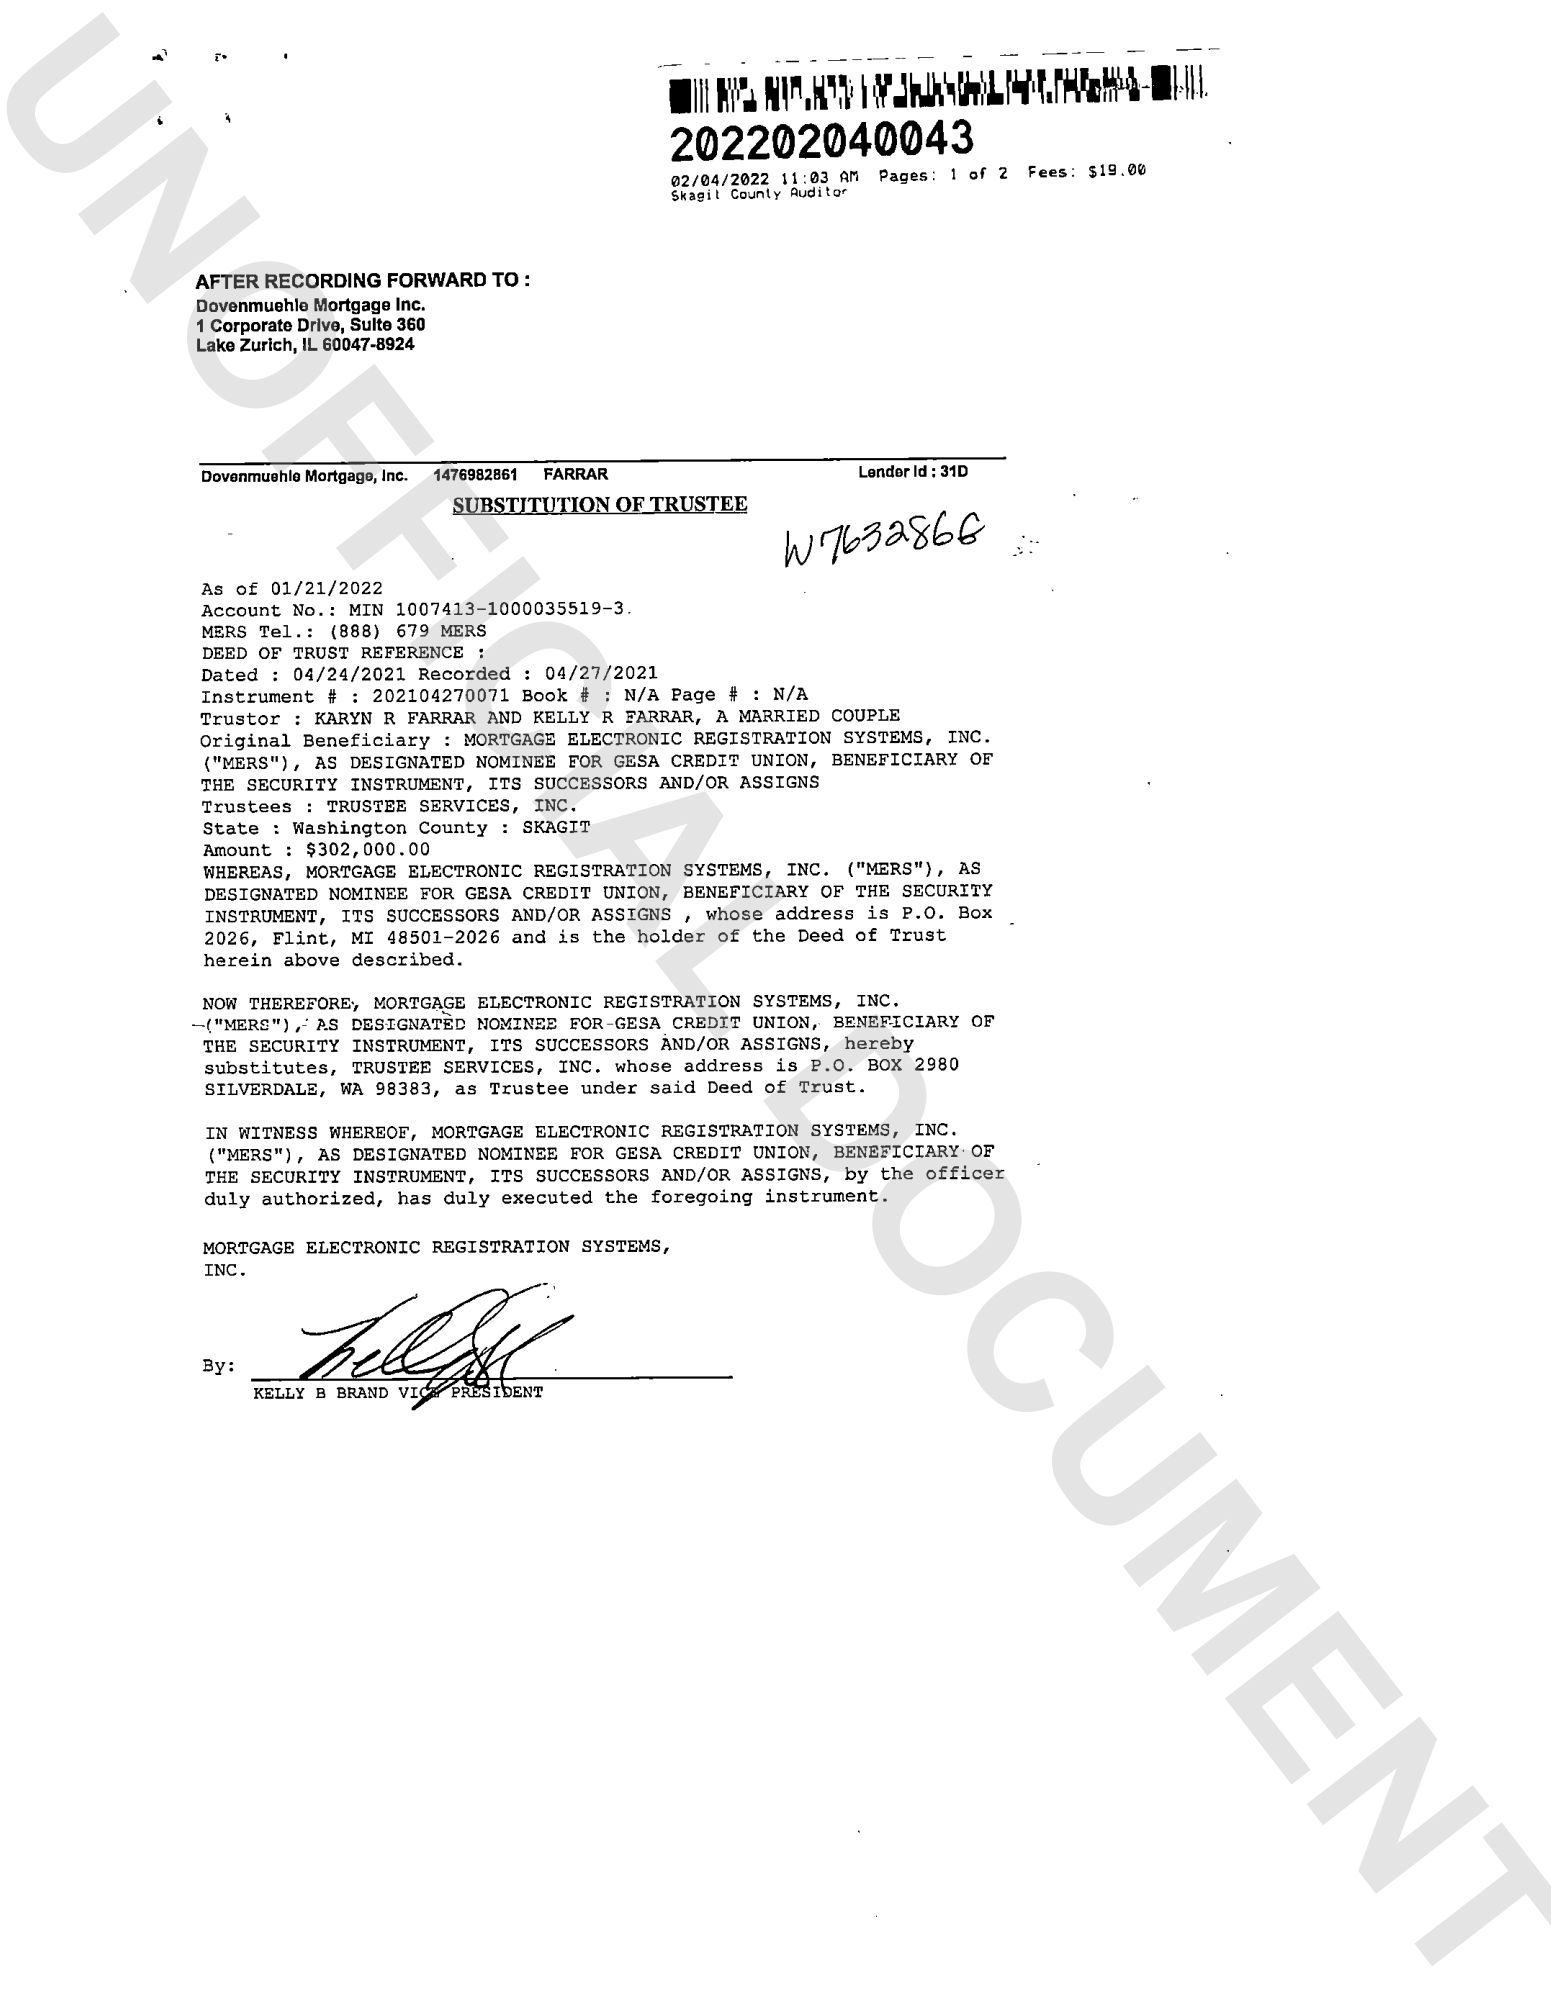 202202040043
02/04/2022 11:03 AM Pages: 1 of 2 Fees: $19.00
Skagit County Auditor
AFTER RECORDING FORWARD TO :
Dovenmuehle Mortgage Inc.
1 Corporate Drive, Suite 360
Lake Zurich, IL 60047-8924
Dovenmuehle Mortgage, Inc. 1476982861 FARRAR Lender Id : 31D
SUBSTITUTION OF TRUSTEE
W7632866
As of 01/21/2022
Account No.: MIN 1007413-1000035519-3.
MERS Tel.: (888) 679 MERS
DEED OF TRUST REFERENCE :
Dated : 04/24/2021 Recorded : 04/27/2021
Instrument # : 202104270071 Book # : N/A Page # : N/A
Trustor : KARYN R FARRAR AND KELLY R FARRAR, A MARRIED COUPLE
Original Beneficiary : MORTGAGE ELECTRONIC REGISTRATION SYSTEMS, INC.
("MERS"), AS DESIGNATED NOMINEE FOR GESA CREDIT UNION, BENEFICIARY OF
THE SECURITY INSTRUMENT, ITS SUCCESSORS AND/OR ASSIGNS
Trustees : TRUSTEE SERVICES, INC.
State : Washington County : SKAGIT
Amount : $302,000.00
WHEREAS, MORTGAGE ELECTRONIC REGISTRATION SYSTEMS, INC. ("MERS"), AS
DESIGNATED NOMINEE FOR GESA CREDIT UNION, BENEFICIARY OF THE SECURITY
INSTRUMENT, ITS SUCCESSORS AND/OR ASSIGNS , whose address is P.O. Box
2026, Flint, MI 48501-2026 and is the holder of the Deed of Trust
herein above described.
NOW THEREFORE, MORTGAGE ELECTRONIC REGISTRATION SYSTEMS, INC.
("MERS"), AS DESIGNATED NOMINEE FOR GESA CREDIT UNION, BENEFICIARY OF
THE SECURITY INSTRUMENT, ITS SUCCESSORS AND/OR ASSIGNS, hereby
substitutes, TRUSTEE SERVICES, INC. whose address is P.O. BOX 2980
SILVERDALE, WA 98383, as Trustee under said Deed of Trust.
IN WITNESS WHEREOF, MORTGAGE ELECTRONIC REGISTRATION SYSTEMS, INC.
("MERS"), AS DESIGNATED NOMINEE FOR GESA CREDIT UNION, BENEFICIARY OF
THE SECURITY INSTRUMENT, ITS SUCCESSORS AND/OR ASSIGNS, by the officer
duly authorized, has duly executed the foregoing instrument.
MORTGAGE ELECTRONIC REGISTRATION SYSTEMS,
INC.
By:
KELLY B BRAND VICE PRESIDENT
UNOFFICIAL DOCUMENT